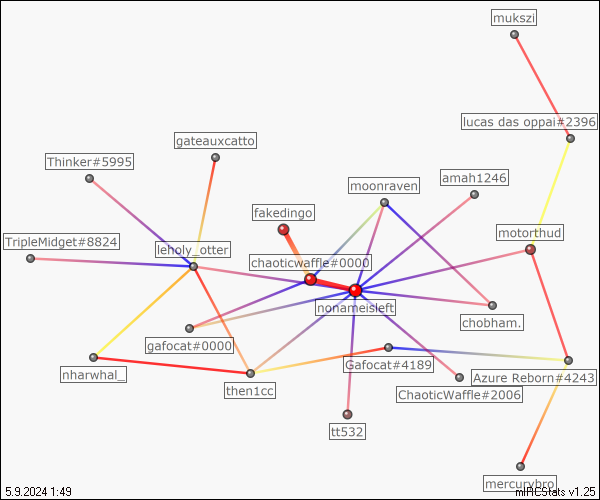 mukszi
lucas das oppai#2396
gateauxcatto
Thinker#5995
amah1246
moonraven
fakedingo
motorthud
TripleMidget#8824
leholy_otter
chaoticwaffle#0000
nonameisleft
chobham.
gafocat#0000
Gafocat#4189
nharwhal_
Azure Reborn#4243
then1cc
ChaoticWaffle#2006
tt532
mercurybro
5.9.2024 1:49
mIRCStats v1.25